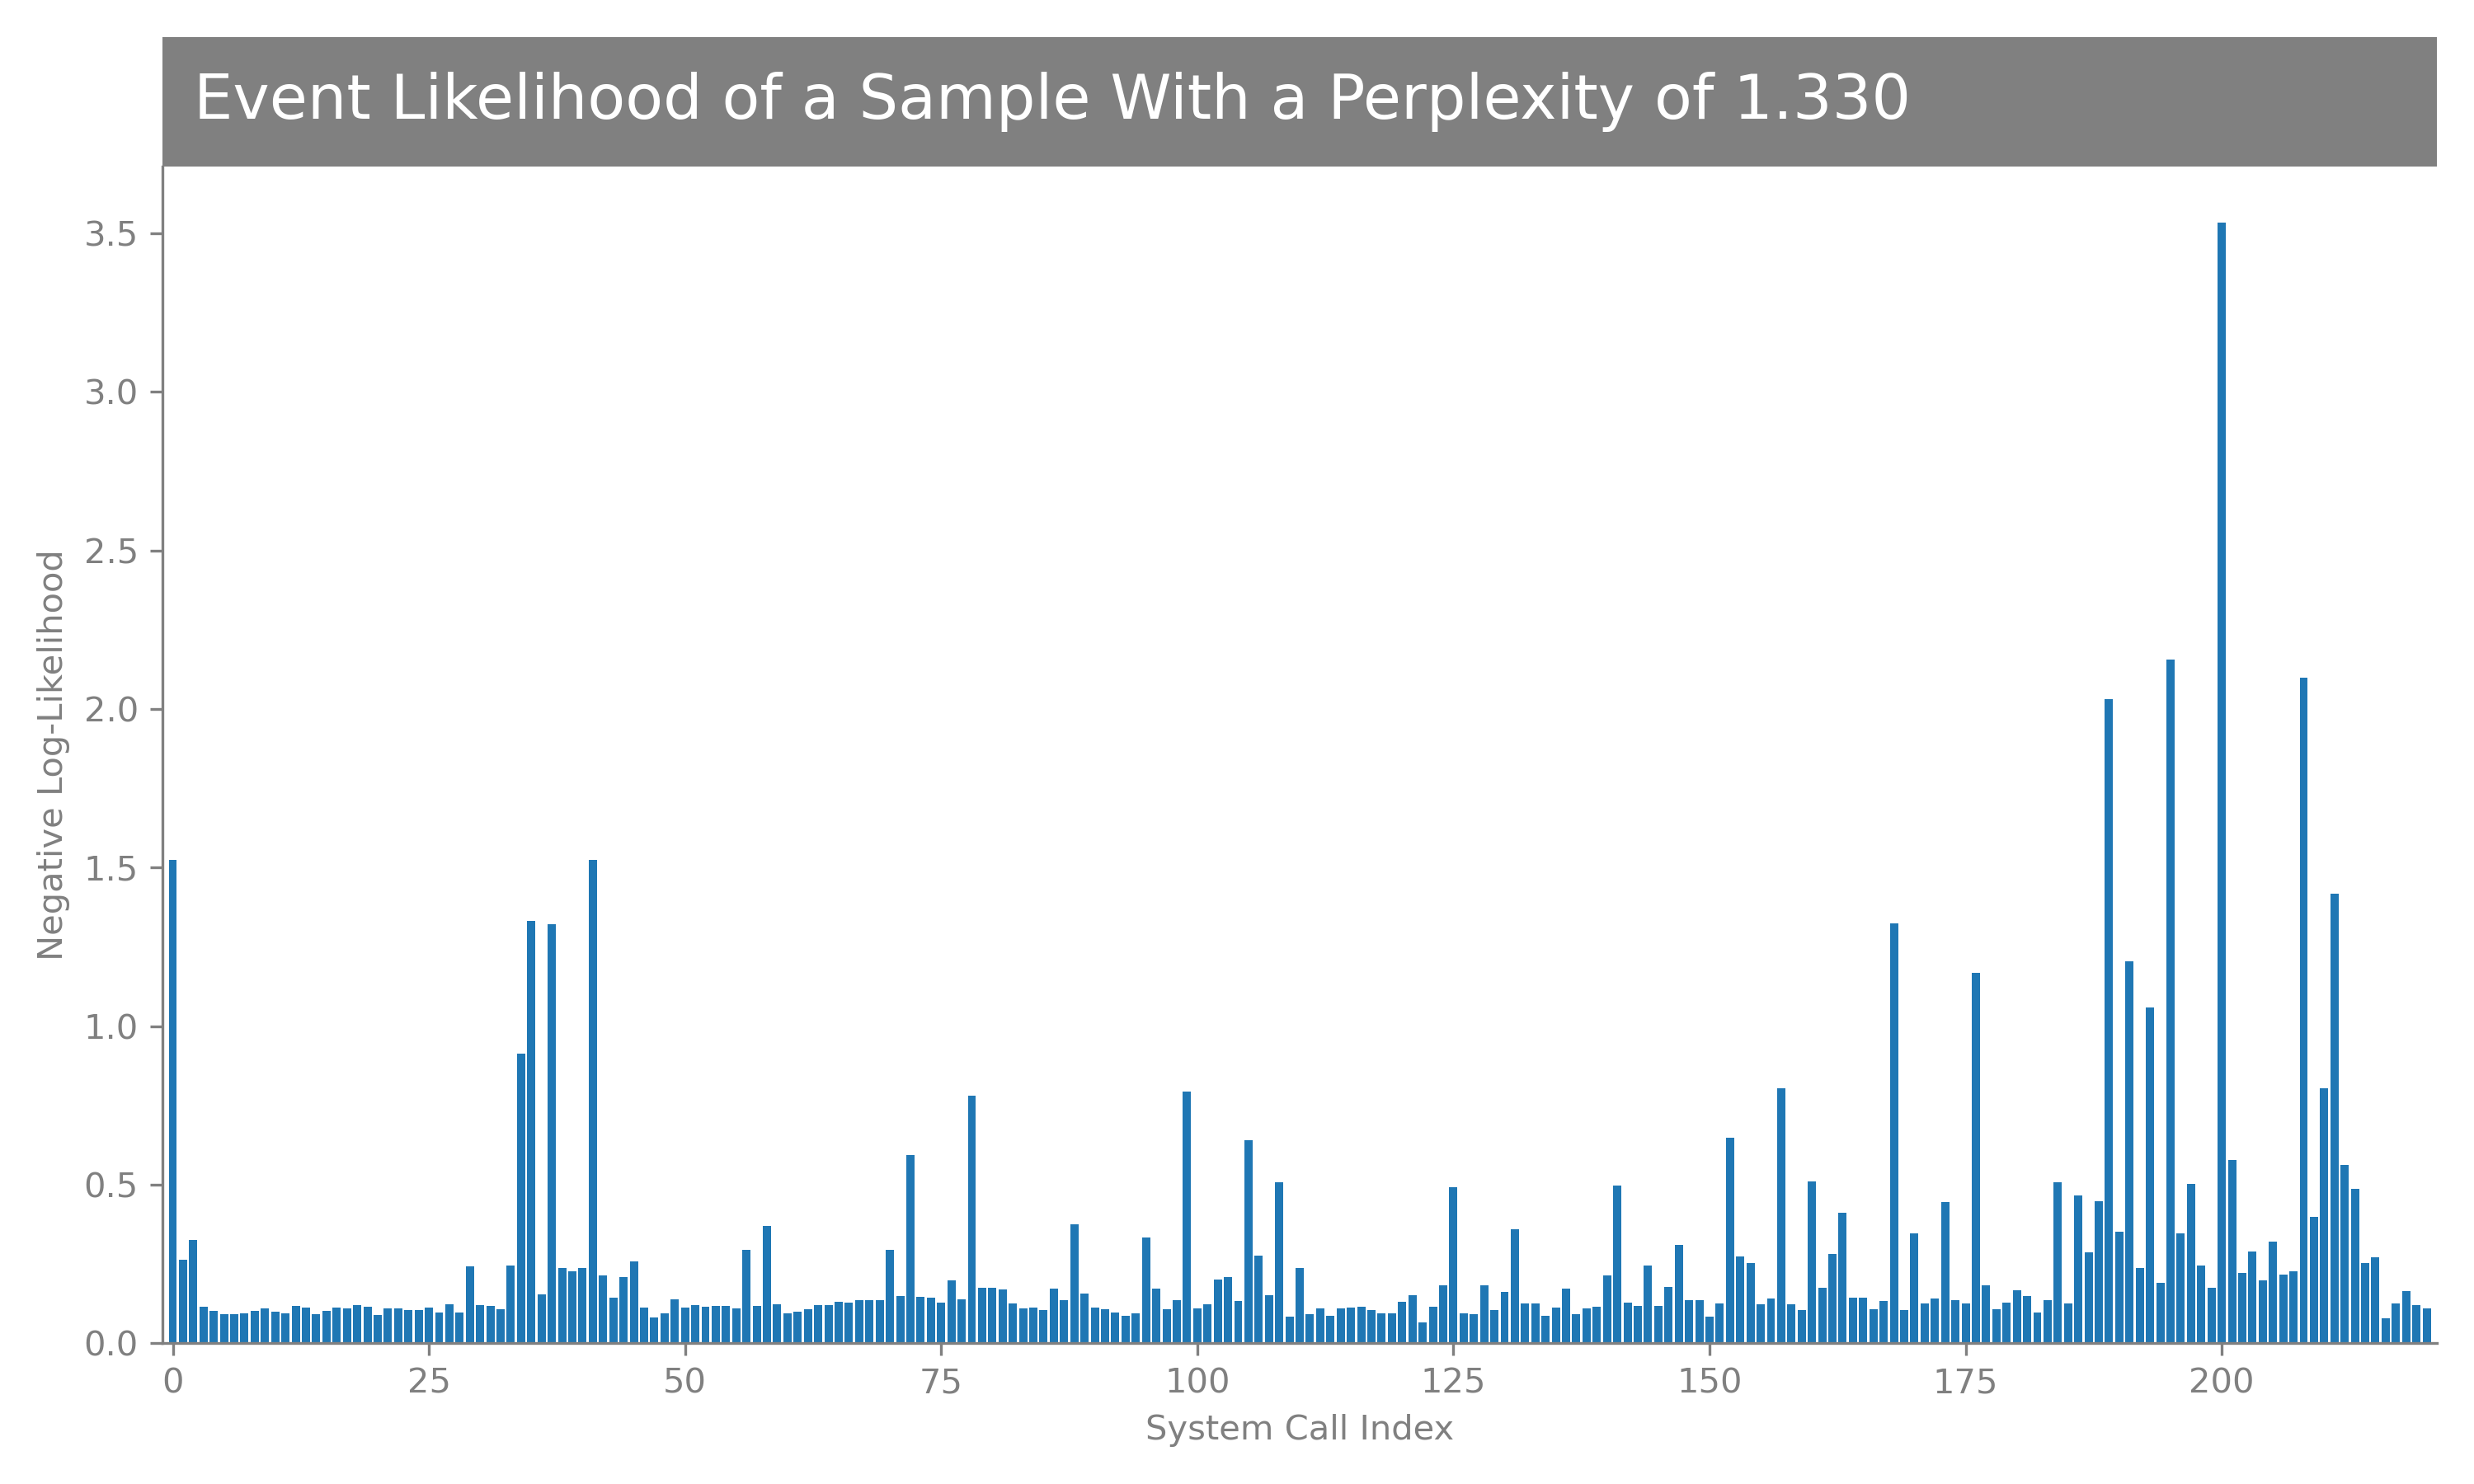 Event Likelihood of a Sample With a Perplexity of 1.330
Negative Log-Likelihood
3.5
3.0
2.5
2.0
1.5
1.0
0.5
0.0
0 25 50 75 100 125 150 175 200
System Call Index